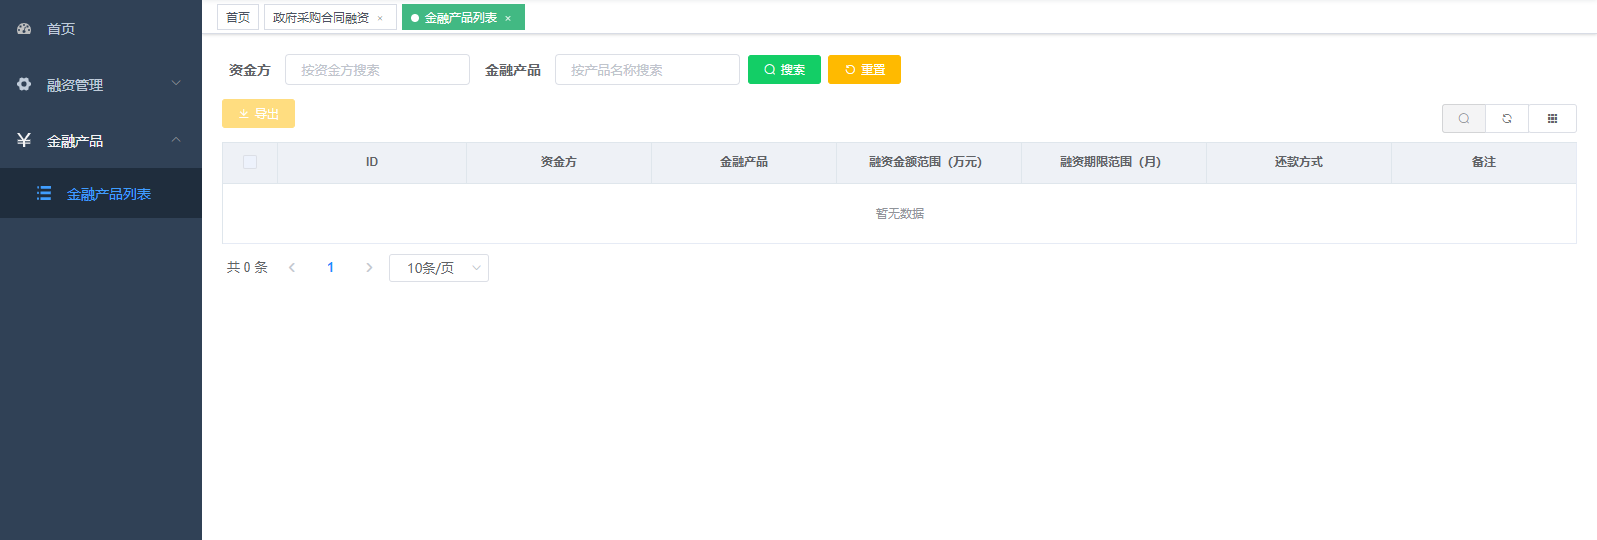 首页
融资管理
金融产品
金融产品列表
首页 政府采购合同融资 × 金融产品列表 ×
资金方 按资金方搜索 金融产品 按产品名称搜索 搜索 重置
导出
ID 资金方 金融产品 融资金额范围（万元） 融资期限范围（月） 还款方式 备注
暂无数据
共 0 条 1 10条/页